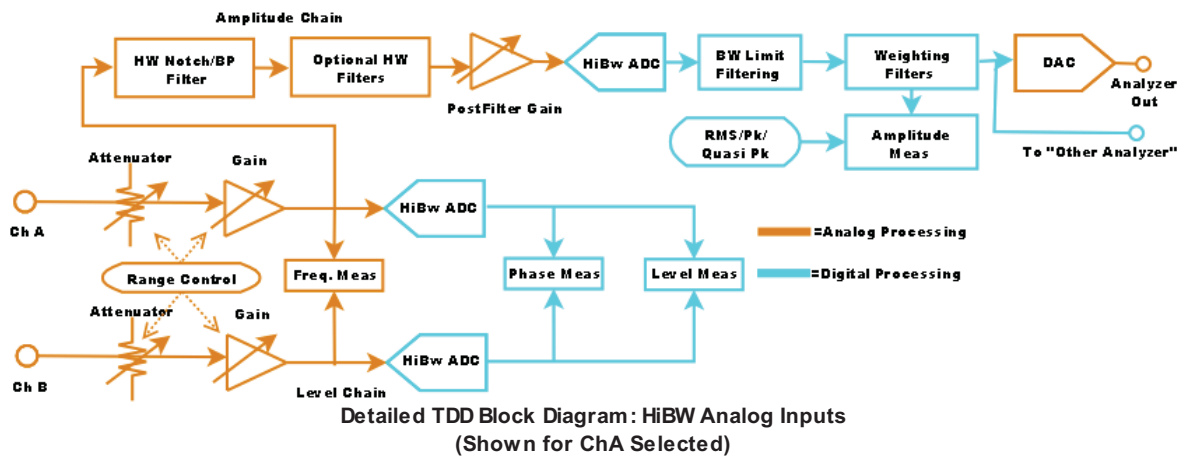 Amplitude Chain
HW Notch/BP
Filter
Optional HW
Filters
PostFilter Gain
HiBw ADC
BW Limit
Filtering
Weighting
Filters
DAC
Analyzer
Out
RMS/Pk/
Quasi Pk
Amplitude
Meas
To "Other Analyzer"
Attenuator
Gain
Ch A
HiBw ADC
Range Control
Freq. Meas
Phase Meas
Level Meas
=Analog Processing
=Digital Processing
Attenuator
Gain
Ch B
HiBw ADC
Level Chain
Detailed TDD Block Diagram: HiBW Analog Inputs
(Shown for ChA Selected)